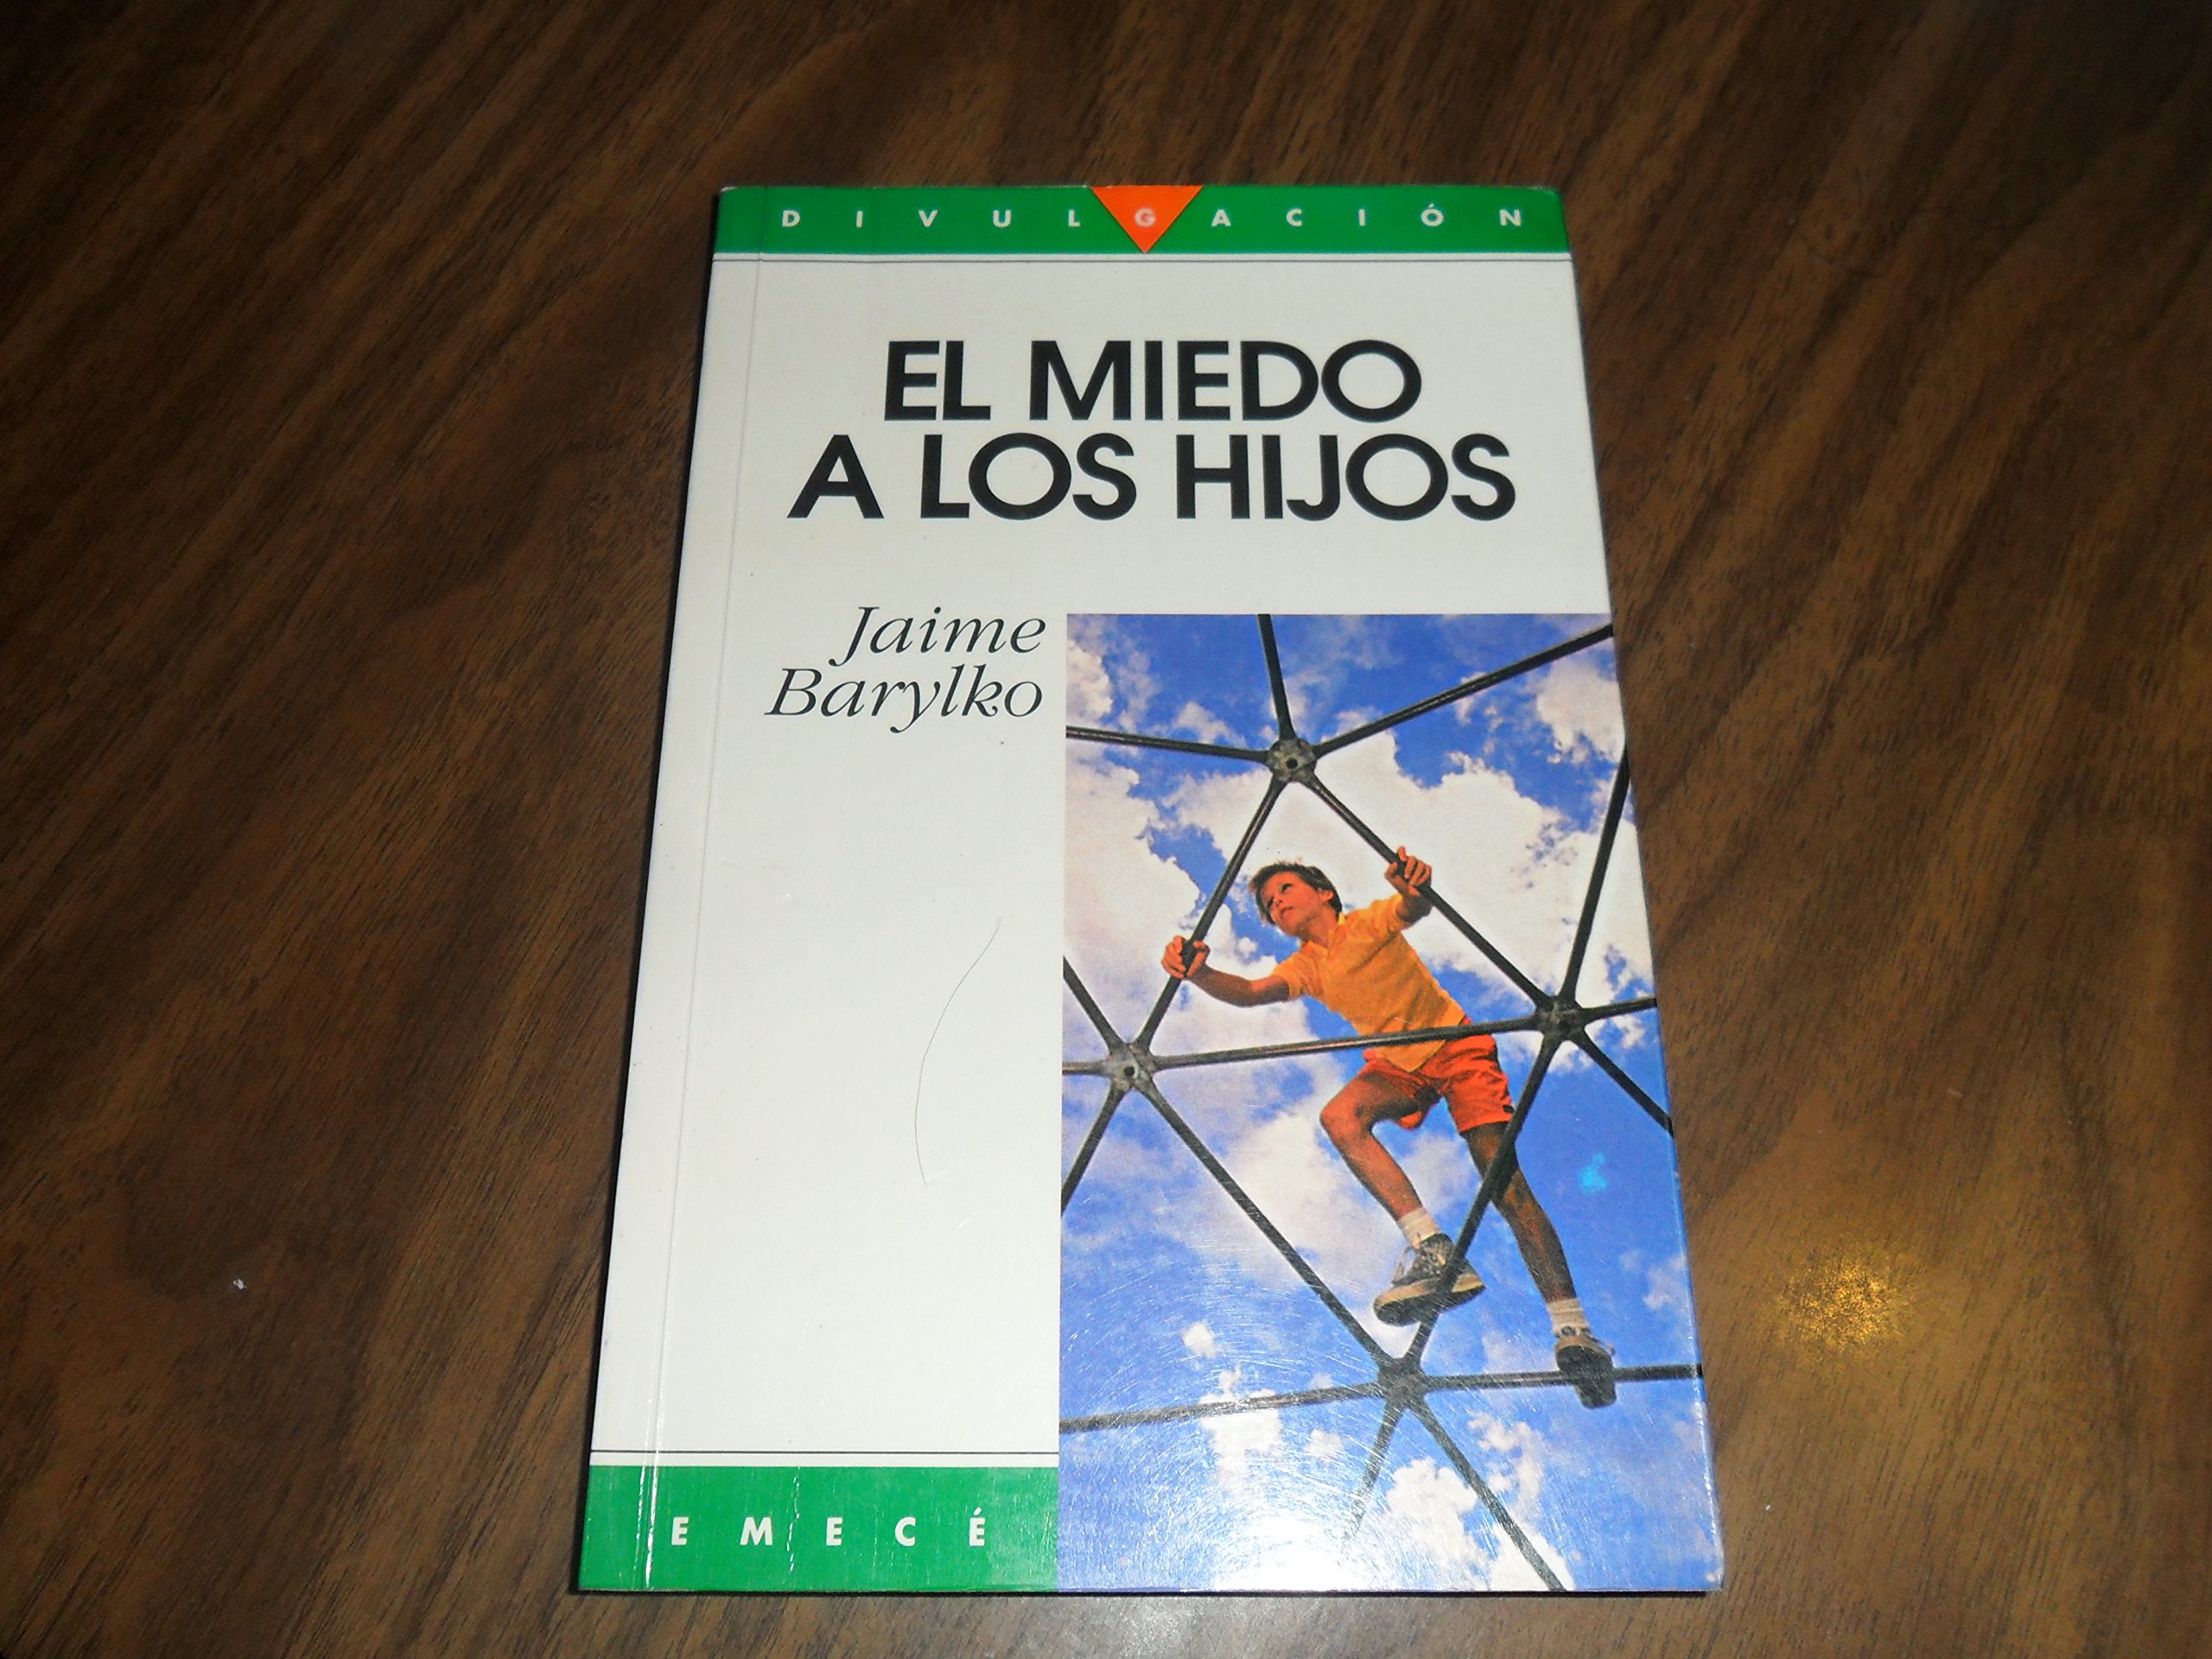 DIVULGACIÓN
EL MIEDO
A LOS HIJOS
Jaime
Barylko
EMECÉ